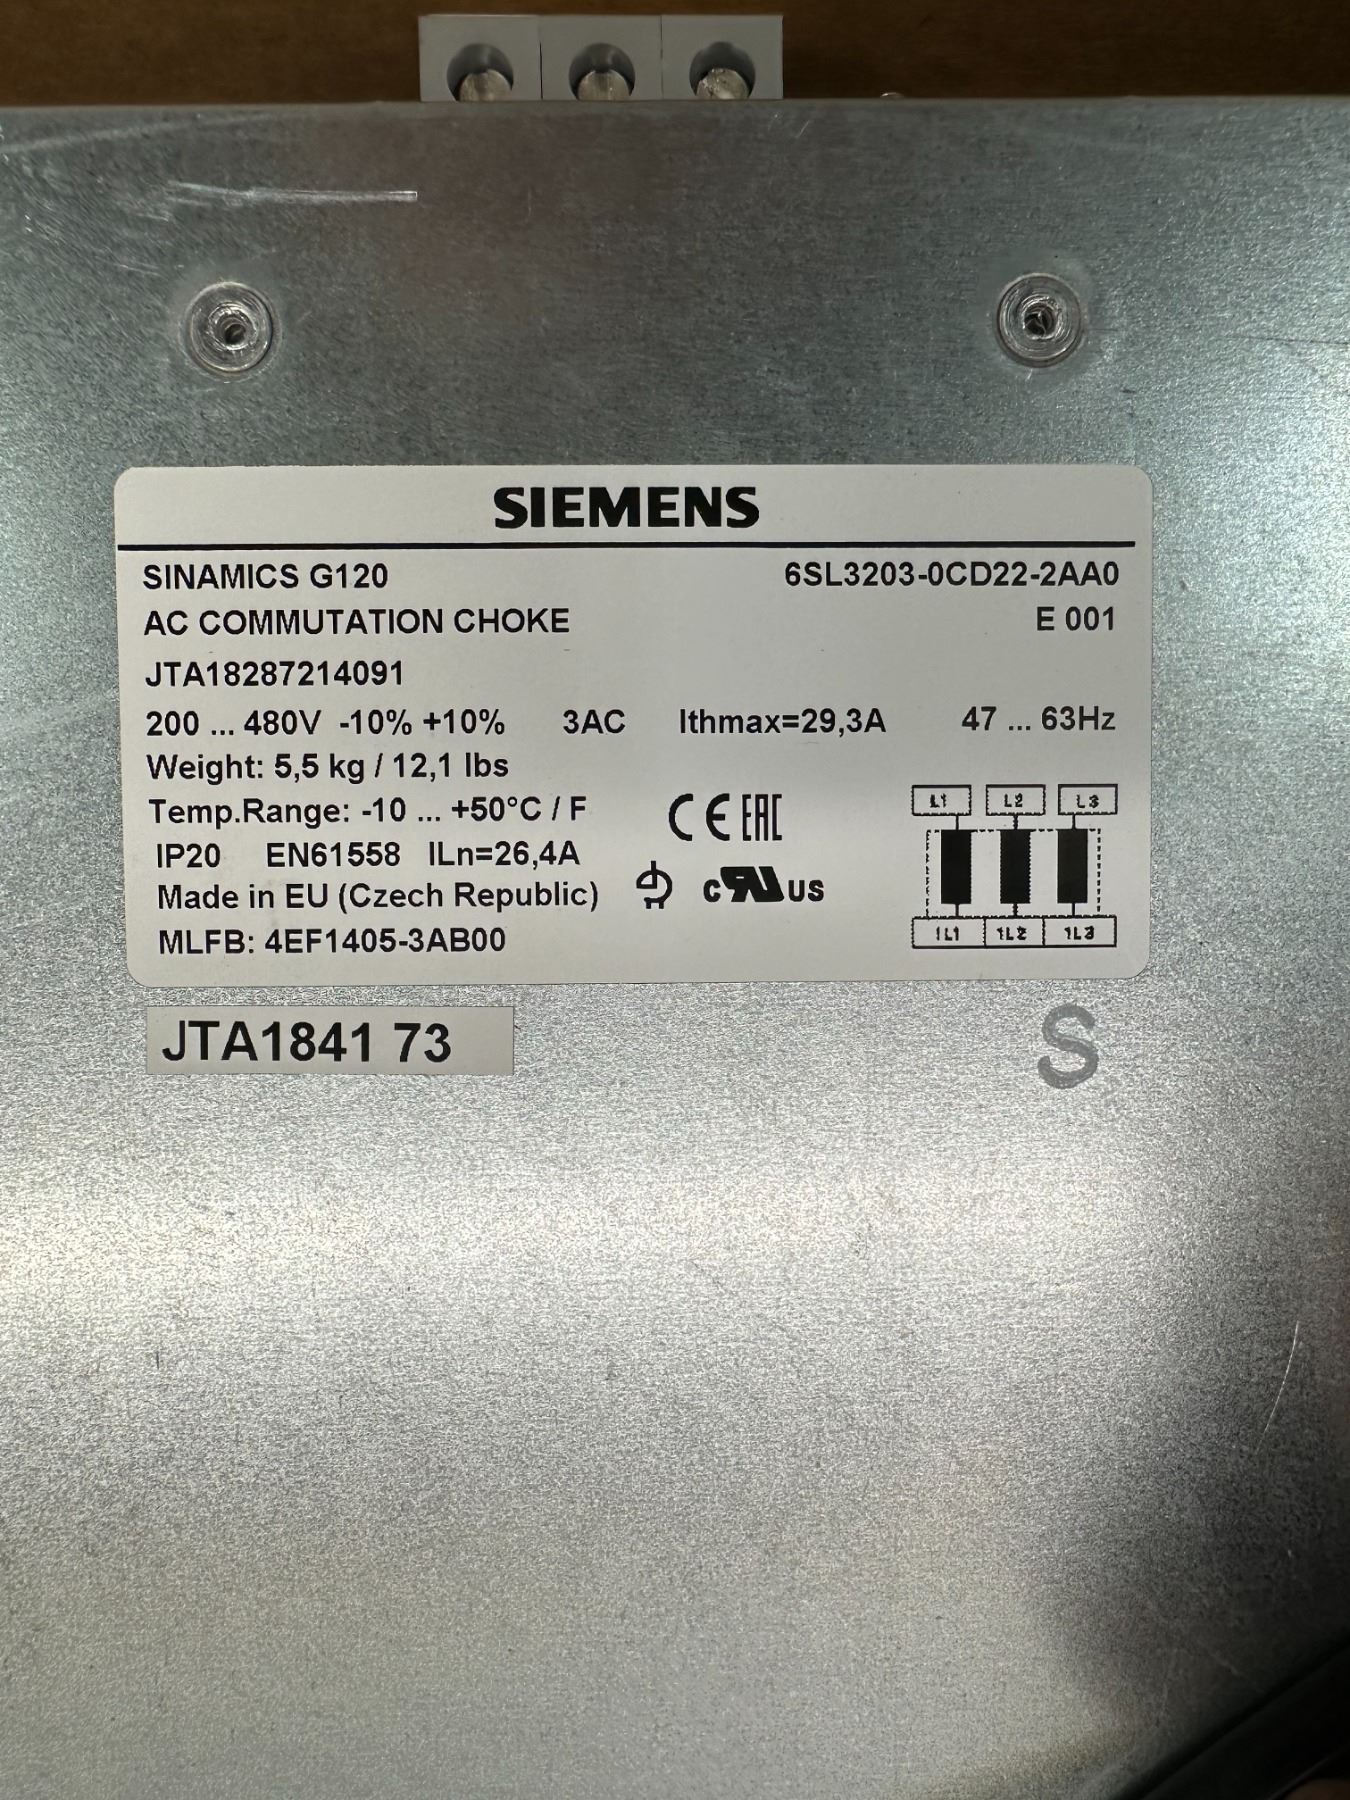 SIEMENS
SINAMICS G120 6SL3203-0CD22-2AA0
AC COMMUTATION CHOKE E 001
JTA18287214091
200 ... 480V -10% +10% 3AC Ithmax=29,3A 47 ... 63Hz
Weight: 5,5 kg / 12,1 lbs
Temp.Range: -10 ... +50°C / F CE EAC
L1 L2 L3
IP20 EN61558 ILn=26,4A
Made in EU (Czech Republic) c RU US
1L1 1L2 1L3
MLFB: 4EF1405-3AB00
JTA1841 73
S